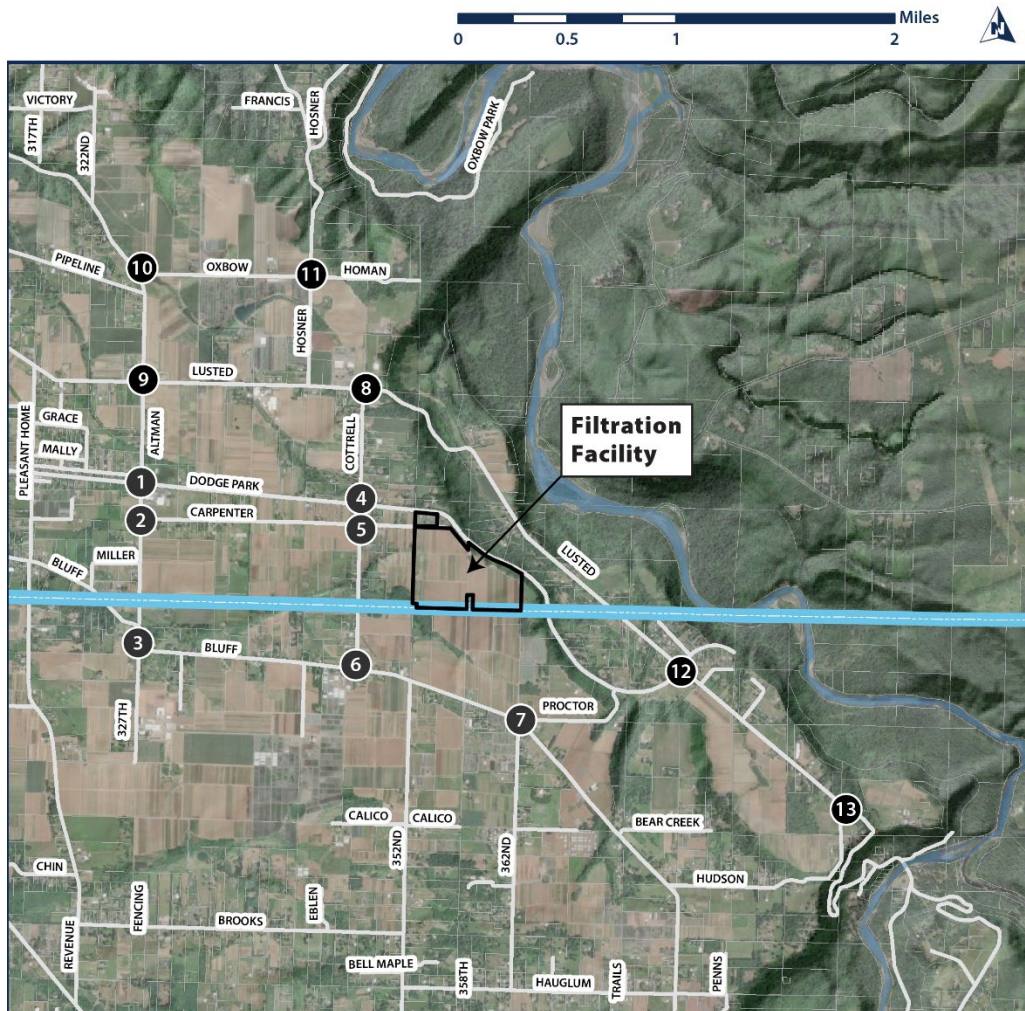 Miles
0
0.5
1
2
N
VICTORY
317TH
322ND
FRANCIS
HOSNER
OXBOW PARK
PIPELINE
10
OXBOW
11
HOMAN
HOSNER
9
LUSTED
8
PLEASANT HOME
GRACE
MALLY
ALTMAN
COTTRELL
Filtration
Facility
1
DODGE PARK
4
2
CARPENTER
5
BLUFF
MILLER
LUSTED
3
BLUFF
6
12
327TH
7
PROCTOR
13
CALICO
CALICO
BEAR CREEK
352ND
362ND
CHIN
HUDSON
FENCING
EBLEN
BROOKS
REVENUE
BELL MAPLE
358TH
HAUGLUM
TRAILS
PENNS